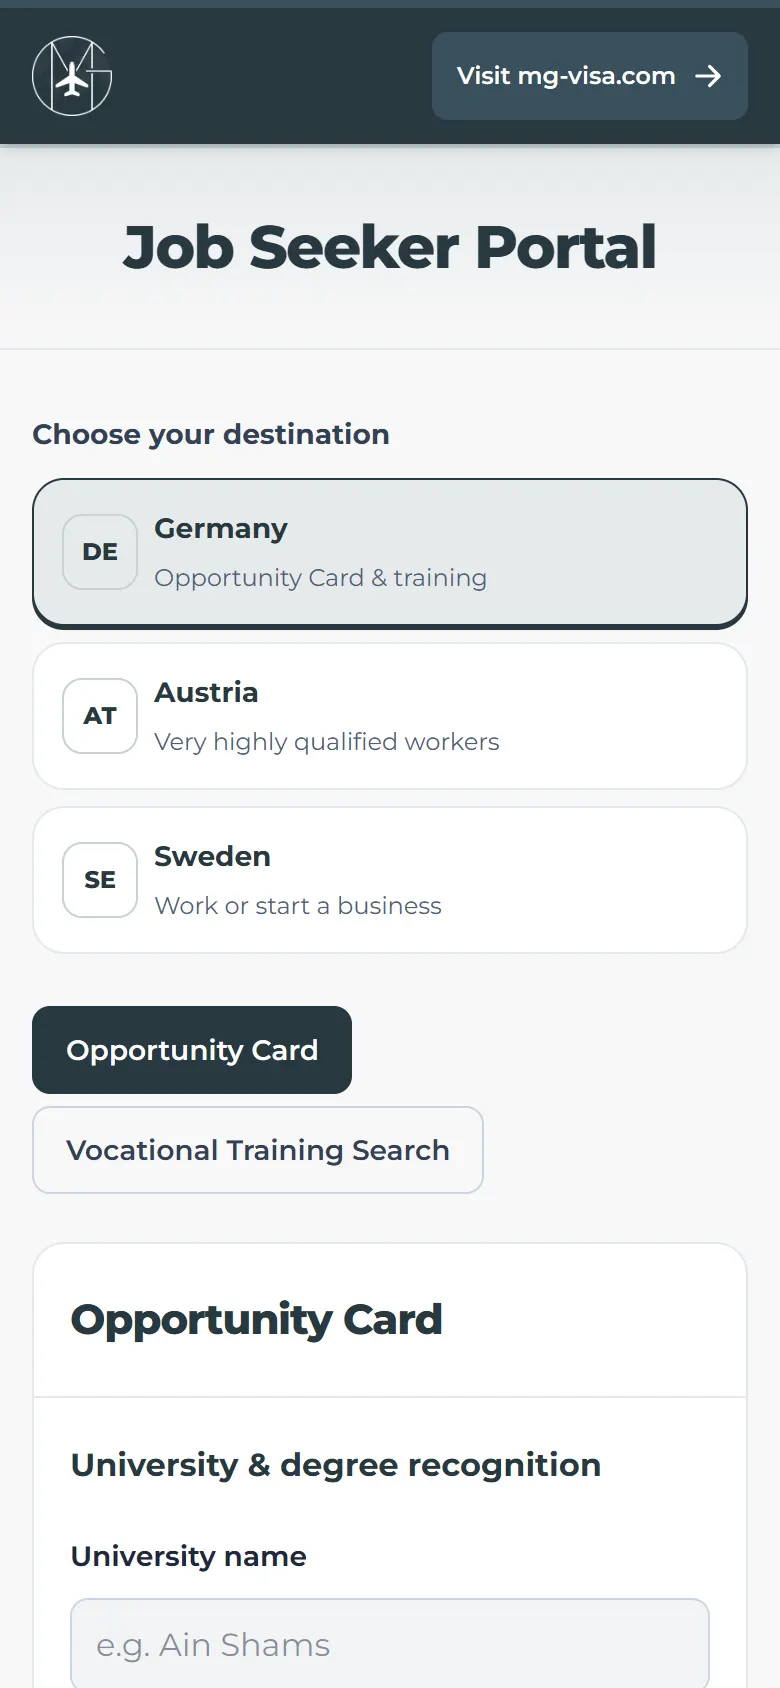 MG
Visit mg-visa.com
Job Seeker Portal
Choose your destination
DE
Germany
Opportunity Card & training
AT
Austria
Very highly qualified workers
SE
Sweden
Work or start a business
Opportunity Card
Vocational Training Search
Opportunity Card
University & degree recognition
University name
e.g. Ain Shams